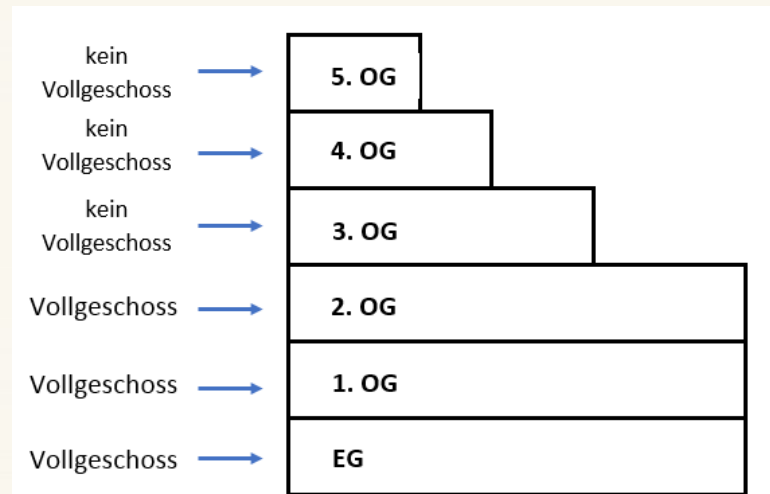 kein
Vollgeschoss
5. OG
kein
Vollgeschoss
4. OG
kein
Vollgeschoss
3. OG
Vollgeschoss
2. OG
Vollgeschoss
1. OG
Vollgeschoss
EG